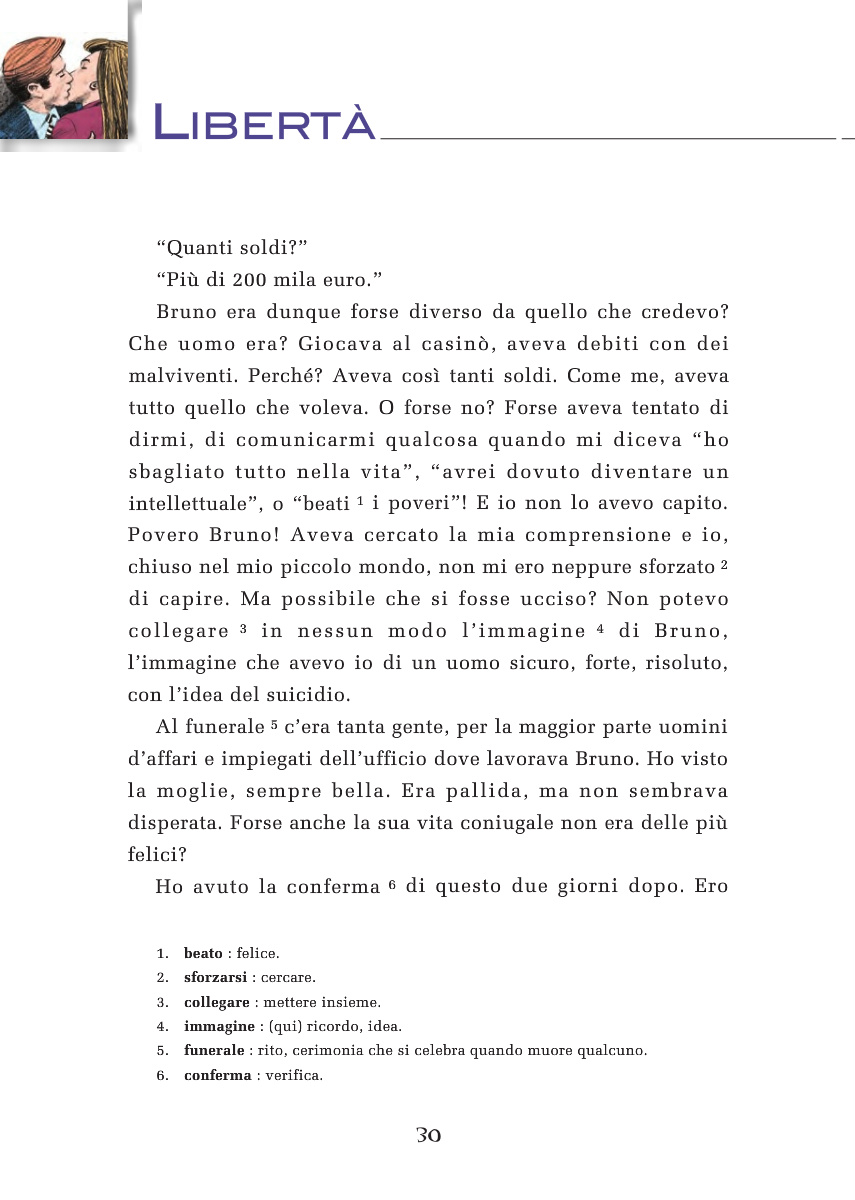 LIBERTÀ
“Quanti soldi?”
“Più di 200 mila euro.”
Bruno era dunque forse diverso da quello che credevo?
Che uomo era? Giocava al casinò, aveva debiti con dei
malviventi. Perché? Aveva così tanti soldi. Come me, aveva
tutto quello che voleva. O forse no? Forse aveva tentato di
dirmi, di comunicarmi qualcosa quando mi diceva “ho
sbagliato tutto nella vita”, “avrei dovuto diventare un
intellettuale”, o “beati 1 i poveri”! E io non lo avevo capito.
Povero Bruno! Aveva cercato la mia comprensione e io,
chiuso nel mio piccolo mondo, non mi ero neppure sforzato 2
di capire. Ma possibile che si fosse ucciso? Non potevo
collegare 3 in nessun modo l’immagine 4 di Bruno,
l’immagine che avevo io di un uomo sicuro, forte, risoluto,
con l’idea del suicidio.
Al funerale 5 c’era tanta gente, per la maggior parte uomini
d’affari e impiegati dell’ufficio dove lavorava Bruno. Ho visto
la moglie, sempre bella. Era pallida, ma non sembrava
disperata. Forse anche la sua vita coniugale non era delle più
felici?
Ho avuto la conferma 6 di questo due giorni dopo. Ero
1. beato : felice.
2. sforzarsi : cercare.
3. collegare : mettere insieme.
4. immagine : (qui) ricordo, idea.
5. funerale : rito, cerimonia che si celebra quando muore qualcuno.
6. conferma : verifica.
30